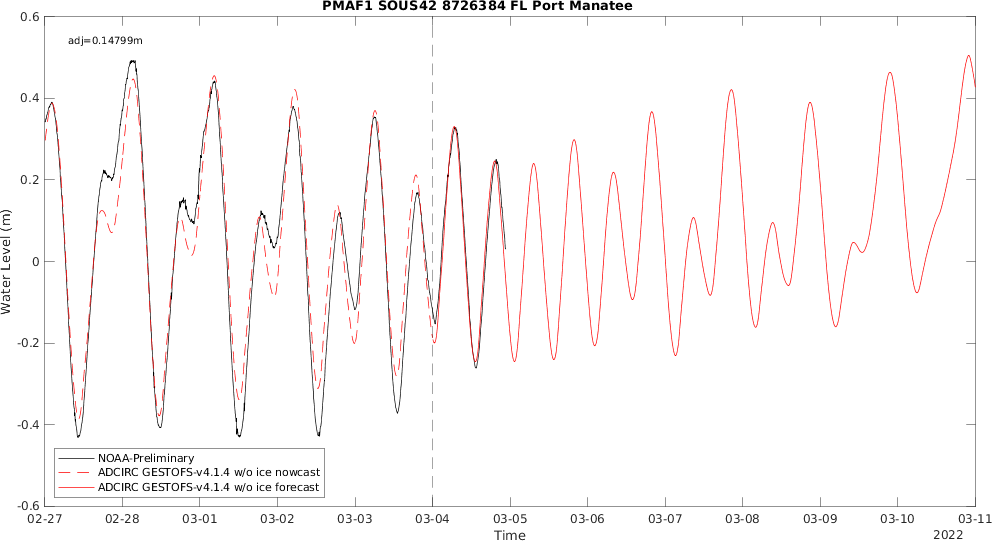 PMAF1 SOUS42 8726384 FL Port Manatee
adj=0.14799m
Water Level (m)
0.6
0.4
0.2
0
-0.2
-0.4
-0.6
NOAA-Preliminary
ADCIRC GESTOFS-v4.1.4 w/o ice nowcast
ADCIRC GESTOFS-v4.1.4 w/o ice forecast
02-27 02-28 03-01 03-02 03-03 03-04 03-05 03-06 03-07 03-08 03-09 03-10 03-11
Time
2022